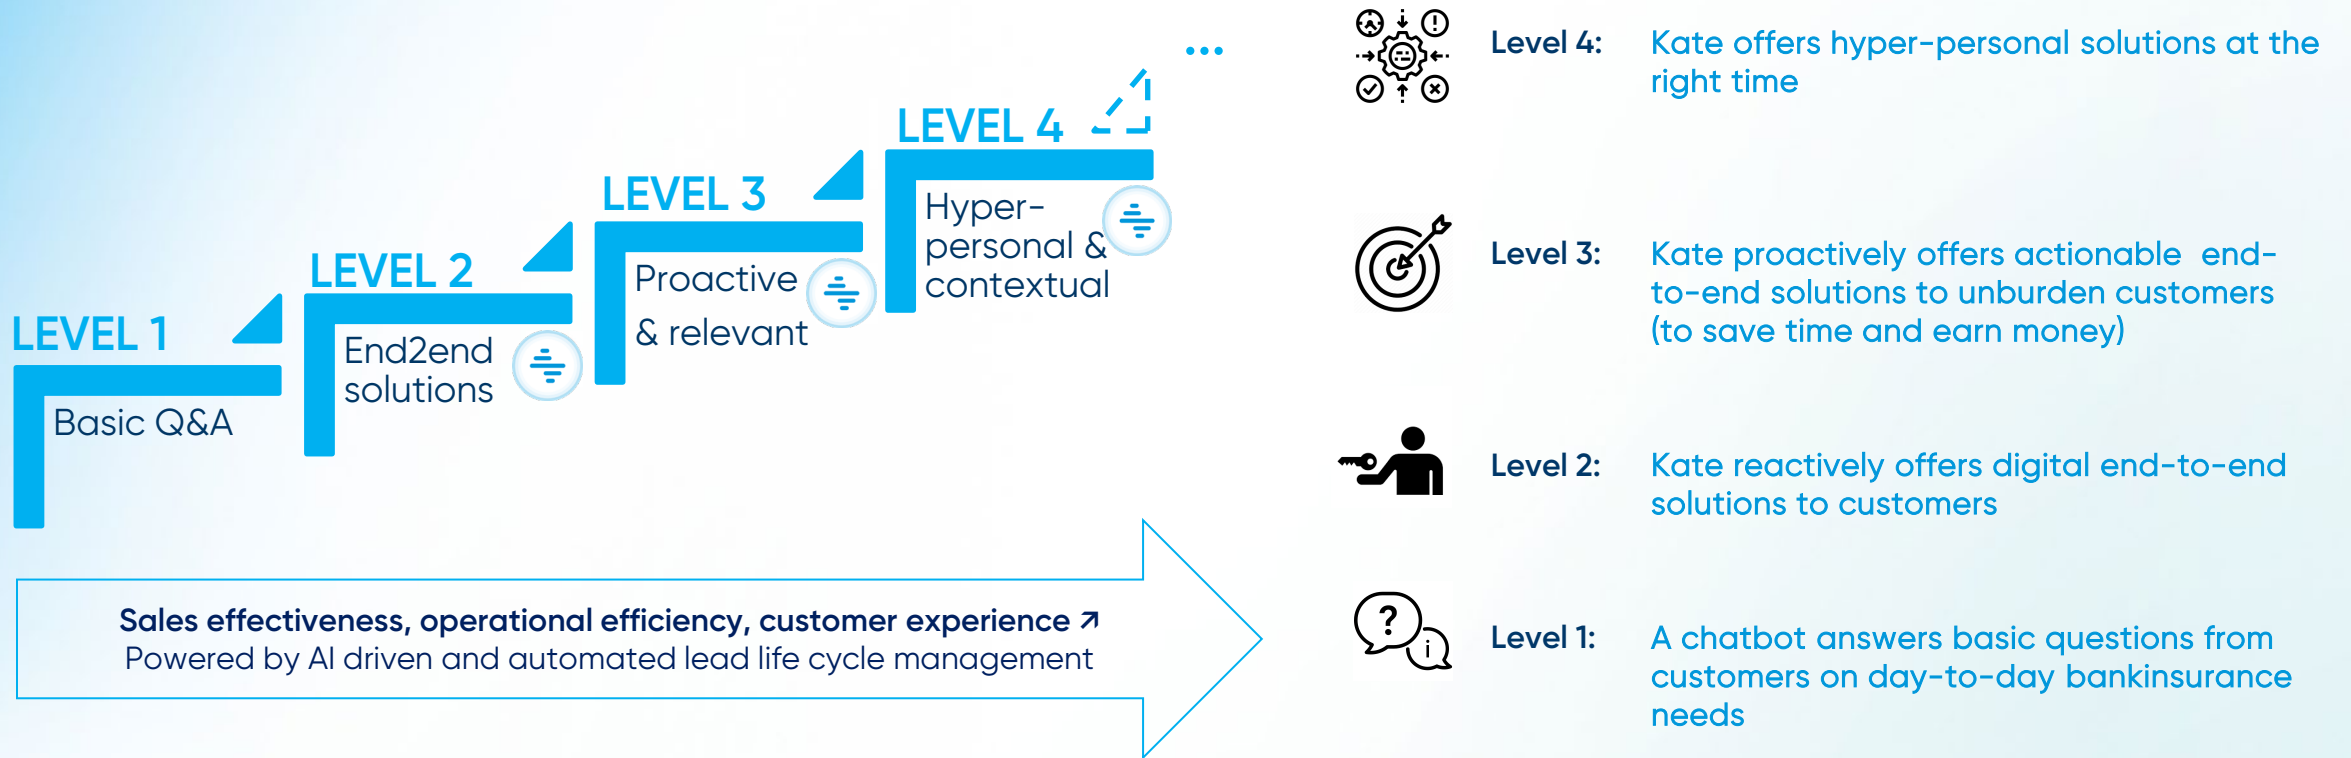 LEVEL 1
Basic Q&A
LEVEL 2
End2end
solutions
LEVEL 3
Proactive
& relevant
LEVEL 4
Hyper-
personal &
contextual
...
Sales effectiveness, operational efficiency, customer experience ↗
Powered by AI driven and automated lead life cycle management
Level 4: Kate offers hyper-personal solutions at the
right time
Level 3: Kate proactively offers actionable end-
to-end solutions to unburden customers
(to save time and earn money)
Level 2: Kate reactively offers digital end-to-end
solutions to customers
?
i
Level 1: A chatbot answers basic questions from
customers on day-to-day bankinsurance
needs